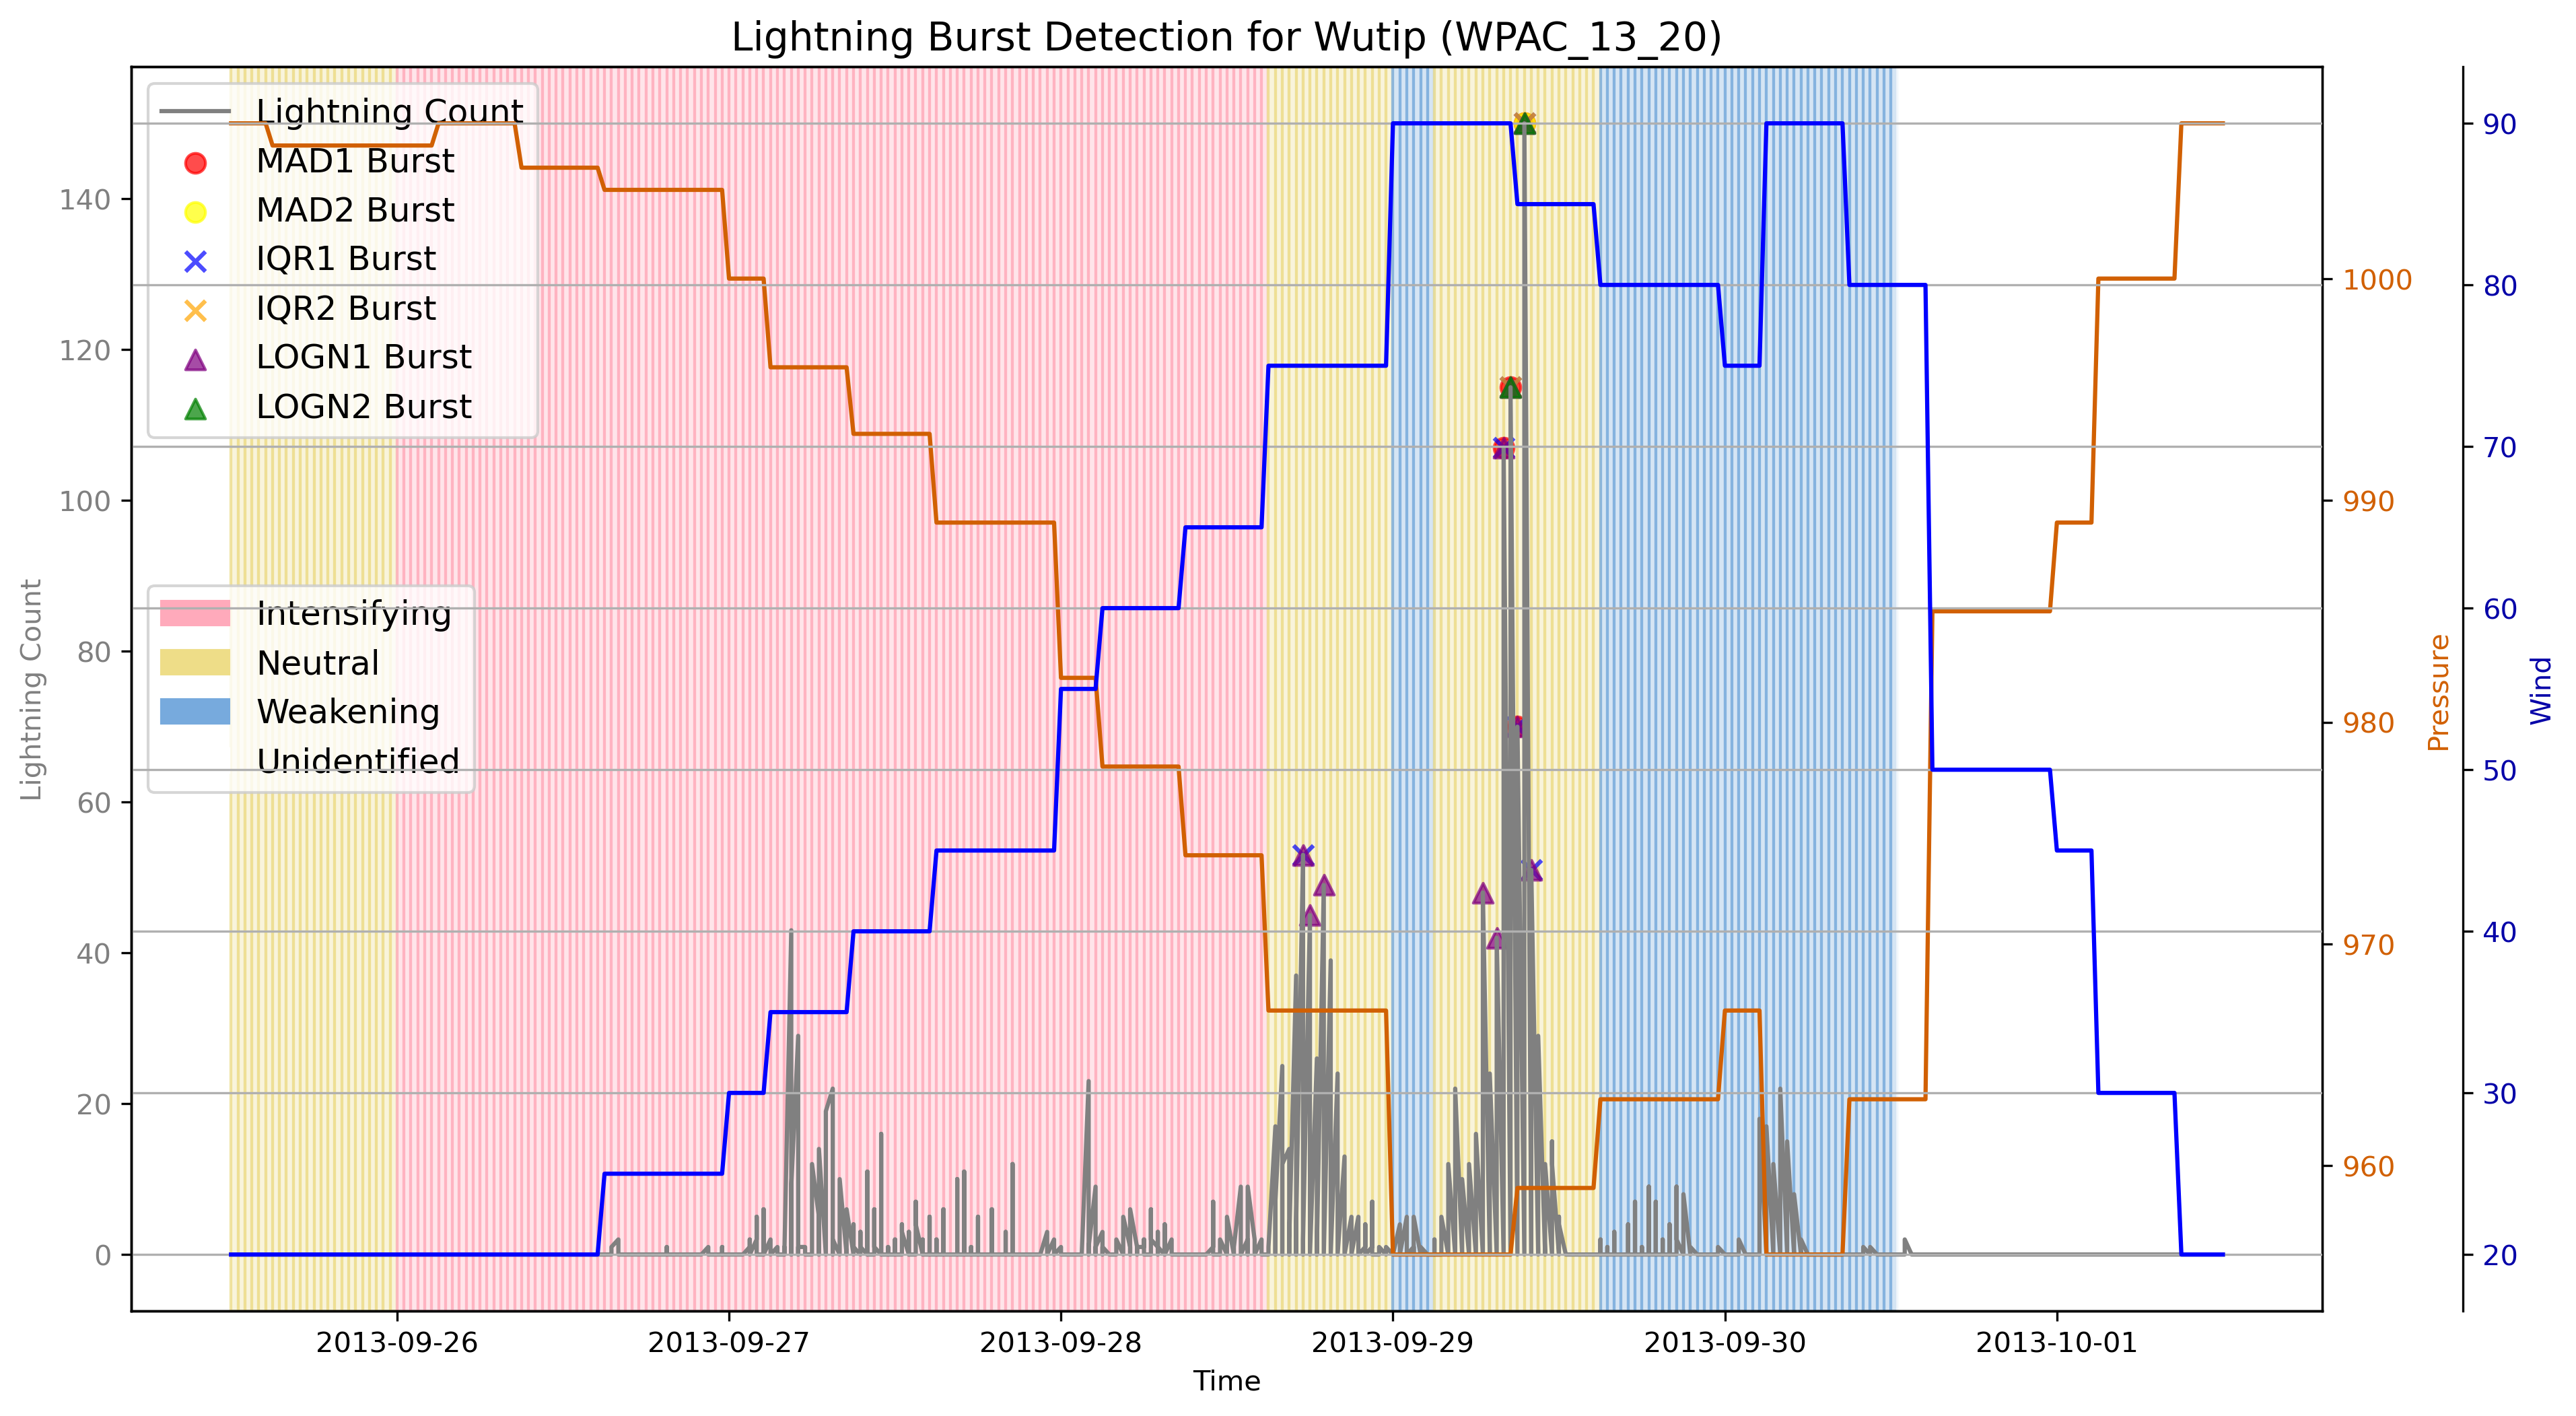 Lightning Burst Detection for Wutip (WPAC_13_20)
Lightning Count
MAD1 Burst
MAD2 Burst
IQR1 Burst
IQR2 Burst
LOGN1 Burst
LOGN2 Burst
Intensifying
Neutral
Weakening
Unidentified
Lightning Count
140
120
100
80
60
40
20
0
1000
990
980
970
960
Pressure
90
80
70
60
50
40
30
20
Wind
2013-09-26 2013-09-27 2013-09-28 2013-09-29 2013-09-30 2013-10-01
Time